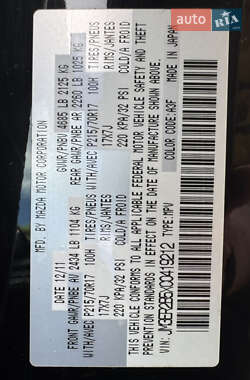 AUTO RIA
MFD. BY MAZDA MOTOR CORPORATION
DATE 12/11 GVWR/PNBV 4685 LB 2125 KG
FRONT GAWR/PNBE AV 2434 LB 1104 KG REAR GAWR/PNBE AR 2260 LB 1025 KG
WITH/AVEC P215/70R17 100H TIRES/PNEUS WITH/AVEC P215/70R17 100H TIRES/PNEUS
17X7J RIMS/JANTES 17X7J RIMS/JANTES
220 KPA/32 PSI COLD/A FROID 220 KPA/32 PSI COLD/A FROID
THIS VEHICLE CONFORMS TO ALL APPLICABLE FEDERAL MOTOR VEHICLE SAFETY AND THEFT
PREVENTION STANDARDS IN EFFECT ON THE DATE OF MANUFACTURE SHOWN ABOVE.
TYPE: MPV COLOR CODE: A3F MADE IN JAPAN